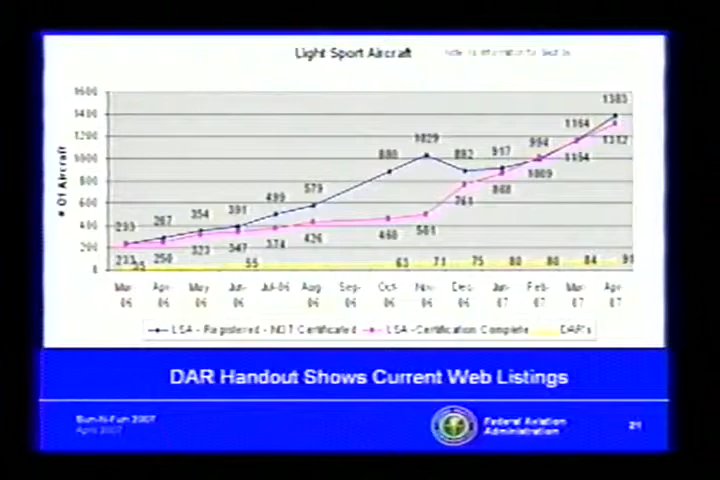 Light Sport Aircraft
1600
1400
1200
1000
800
600
400
200
0
# Of Aircraft
267
354
391
499
579
880
1029
882
917
994
1164
1383
233
250
323
347
374
426
460
501
761
868
1009
1154
1312
55
63
71
75
80
80
84
91
Mar- 06
Apr- 06
May 06
Jun- 06
Jul-06
Aug 06
Sep- 06
Oct- 06
Nov- 06
Dec- 06
Jan- 07
Feb- 07
Mar- 07
Apr- 07
LSA - Registered - NOT Certificated
LSA -Certification Complete
DAR's
DAR Handout Shows Current Web Listings
Sun-N-Fun 2007
April 2007
Federal Aviation
Administration
21